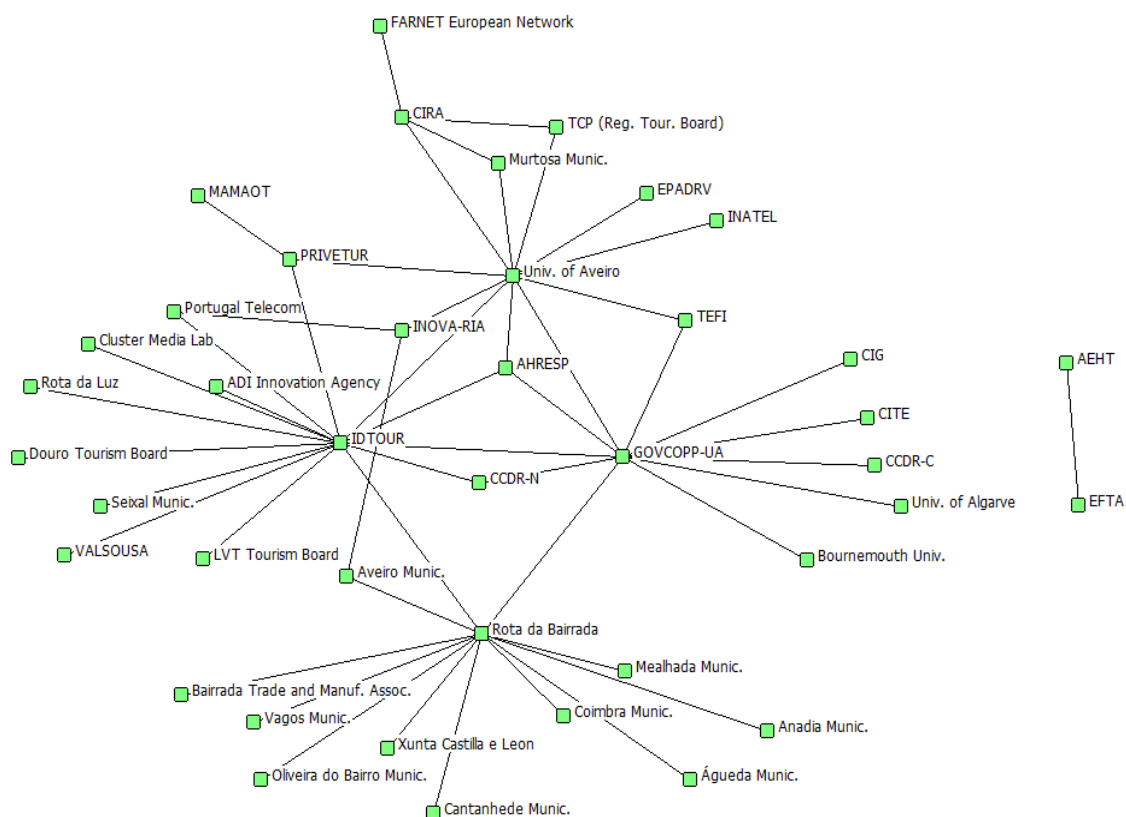 FARNET European Network
CIRA
TCP (Reg. Tour. Board)
Murtosa Munic.
MAMAOT
EPADRV
INATEL
PRIVETUR
Univ. of Aveiro
Portugal Telecom
INOVA-RIA
TEFI
Cluster Media Lab
AHRESP
CIG
AEHT
Rota da Luz
ADI Innovation Agency
CITE
IDTOUR
GOVCOPP-UA
Douro Tourism Board
CCDR-N
CCDR-C
Seixal Munic.
Univ. of Algarve
EFTA
VALSOUSA
LVT Tourism Board
Bournemouth Univ.
Aveiro Munic.
Rota da Bairrada
Mealhada Munic.
Bairrada Trade and Manuf. Assoc.
Vagos Munic.
Coimbra Munic.
Anadia Munic.
Xunta Castilla e Leon
Oliveira do Bairro Munic.
Águeda Munic.
Cantanhede Munic.